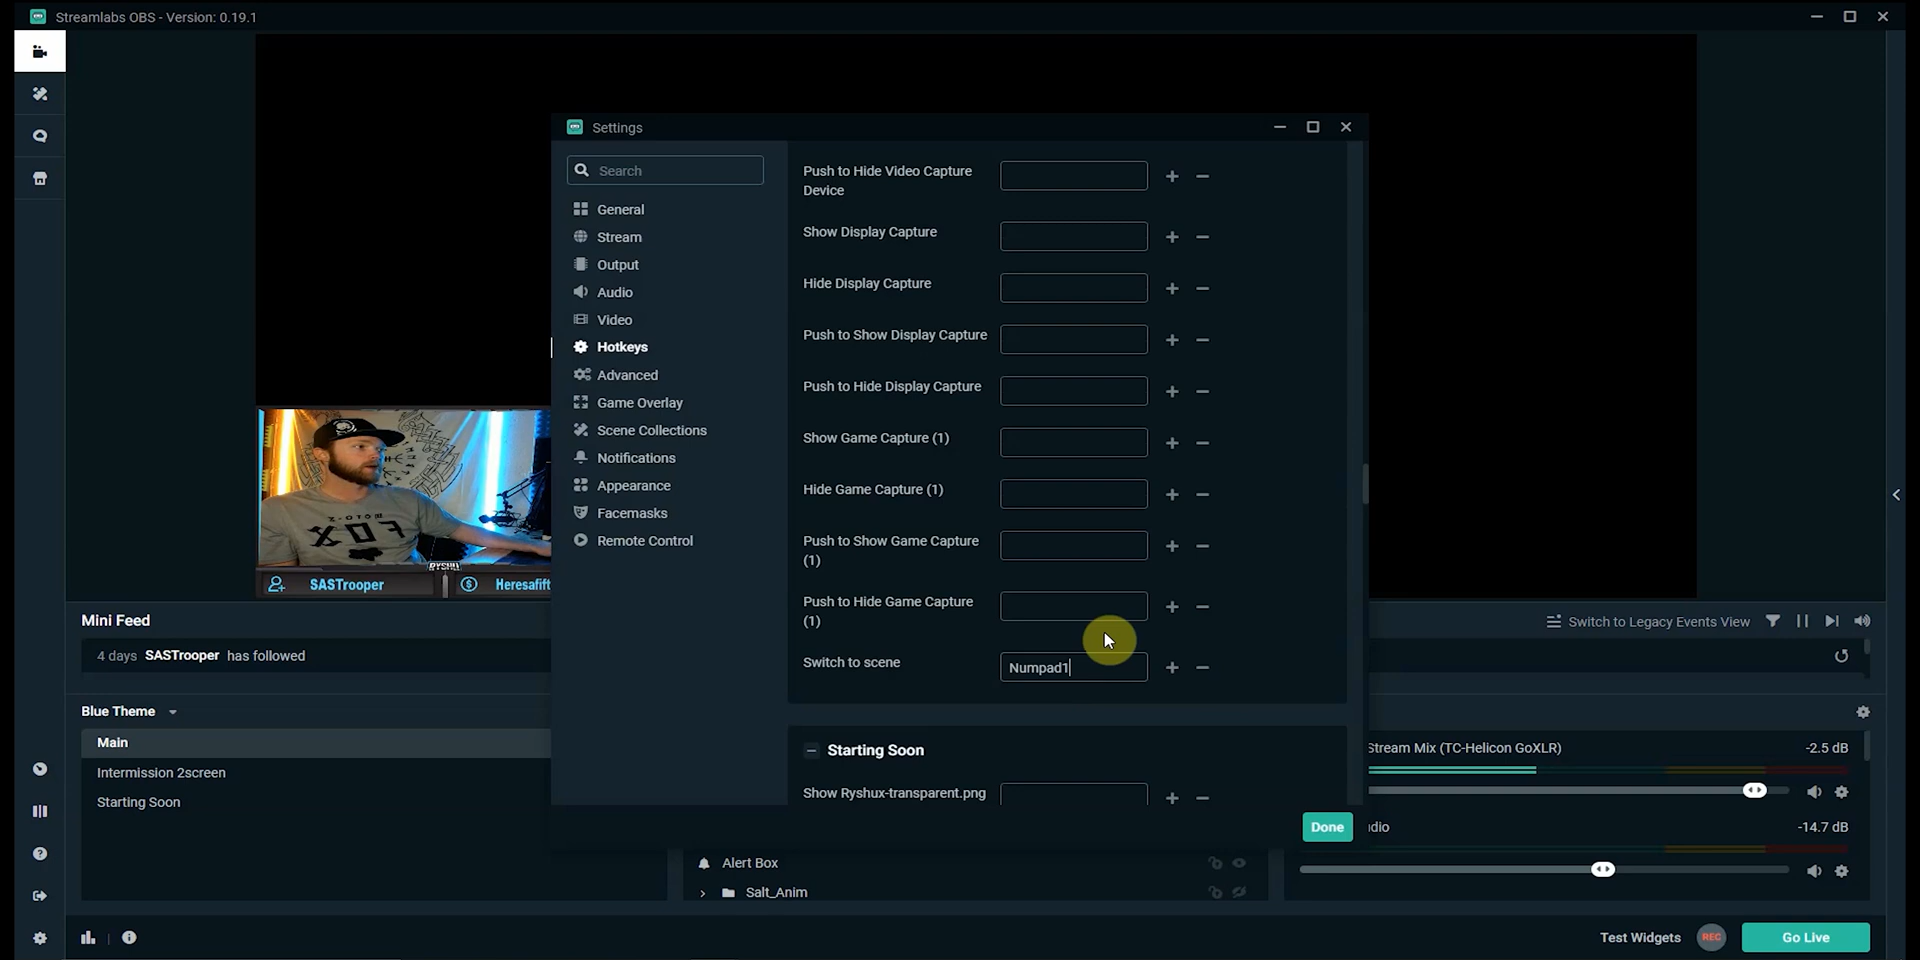 Streamlabs OBS - Version: 0.19.1
Settings
Search
General
Stream
Output
Audio
Video
Hotkeys
Advanced
Game Overlay
Scene Collections
Notifications
Appearance
Facemasks
Remote Control
Push to Hide Video Capture
Device
Show Display Capture
Hide Display Capture
Push to Show Display Capture
Push to Hide Display Capture
Show Game Capture (1)
Hide Game Capture (1)
Push to Show Game Capture
(1)
Push to Hide Game Capture
(1)
Switch to scene
Numpad1
Starting Soon
Show Ryshux-transparent.png
Done
SASTrooper
Heresafift
Mini Feed
Switch to Legacy Events View
4 days SASTrooper has followed
Blue Theme
Main
Intermission 2screen
Starting Soon
Alert Box
Salt_Anim
Stream Mix (TC-Helicon GoXLR)
-2.5 dB
dio
-14.7 dB
Test Widgets
REC
Go Live